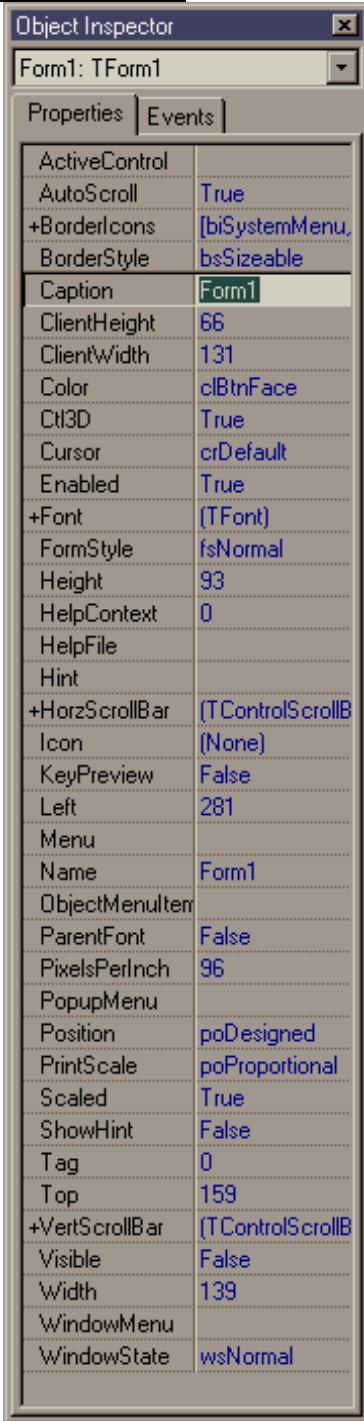 Object Inspector
Form1: TForm1
Properties Events
ActiveControl
AutoScroll True
+BorderIcons [biSystemMenu,
BorderStyle bsSizeable
Caption Form1
ClientHeight 66
ClientWidth 131
Color clBtnFace
Ctl3D True
Cursor crDefault
Enabled True
+Font (TFont)
FormStyle fsNormal
Height 93
HelpContext 0
HelpFile
Hint
+HorzScrollBar (TControlScrollB
Icon (None)
KeyPreview False
Left 281
Menu
Name Form1
ObjectMenuItem
ParentFont False
PixelsPerInch 96
PopupMenu
Position poDesigned
PrintScale poProportional
Scaled True
ShowHint False
Tag 0
Top 159
+VertScrollBar (TControlScrollB
Visible False
Width 139
WindowMenu
WindowState wsNormal